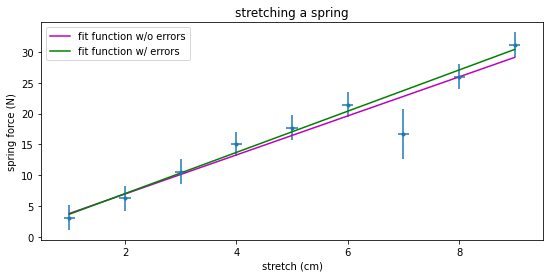 stretching a spring
fit function w/o errors
fit function w/ errors
spring force (N)
30
25
20
15
10
5
0
2
4
6
8
stretch (cm)